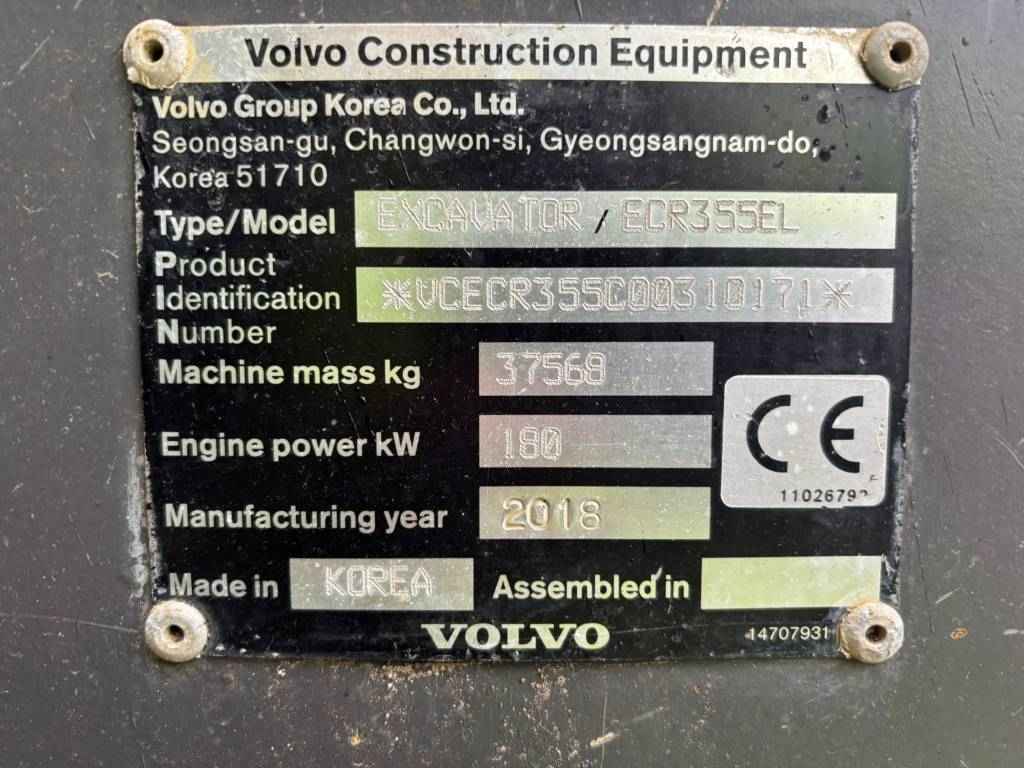 Volvo Construction Equipment
Volvo Group Korea Co., Ltd.
Seongsan-gu, Changwon-si, Gyeongsangnam-do,
Korea 51710
Type/Model EXCAVATOR / ECR355EL
Product
Identification *VCECR355C00310171*
Number
Machine mass kg 37568
Engine power kW 180
CE
Manufacturing year 2018
Made in KOREA Assembled in
VOLVO 14707931